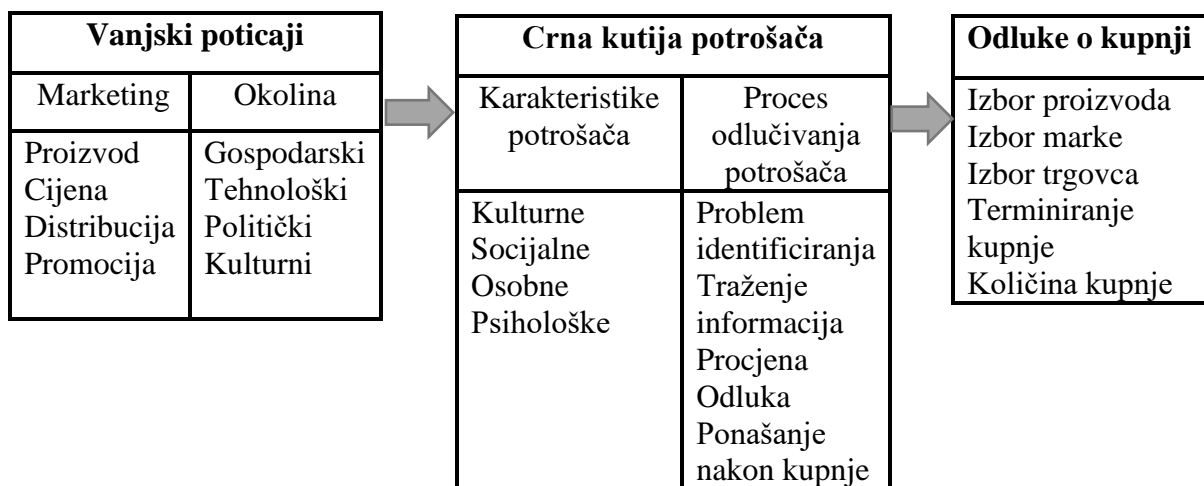 Vanjski poticaji
Marketing
Okolina
Proizvod
Cijena
Distribucija
Promocija
Gospodarski
Tehnološki
Politički
Kulturni
Crna kutija potrošača
Karakteristike
potrošača
Proces
odlučivanja
potrošača
Kulturne
Socijalne
Osobne
Psihološke
Problem
identificiranja
Traženje
informacija
Procjena
Odluka
Ponašanje
nakon kupnje
Odluke o kupnji
Izbor proizvoda
Izbor marke
Izbor trgovca
Terminiranje
kupnje
Količina kupnje